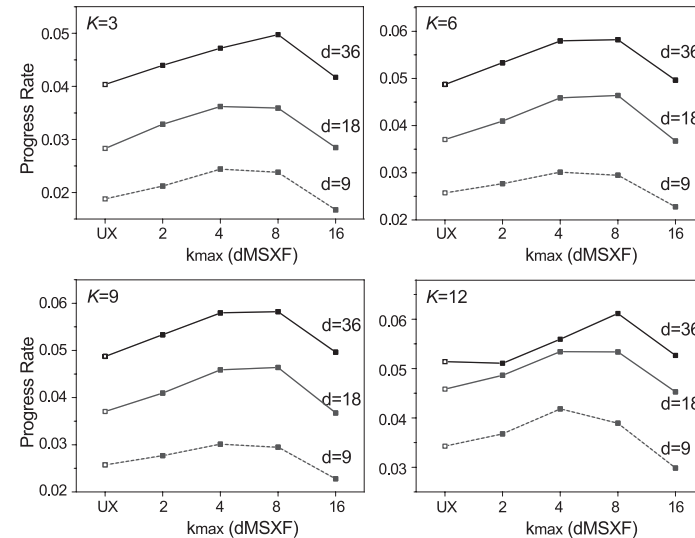 K=3
0.05
0.04
0.03
0.02
Progress Rate
d=36
d=18
d=9
UX 2 4 8 16
kmax (dMSXF)
K=6
0.06
0.05
0.04
0.03
0.02
d=36
d=18
d=9
UX 2 4 8 16
kmax (dMSXF)
K=9
0.06
0.05
0.04
0.03
0.02
Progress Rate
d=36
d=18
d=9
UX 2 4 8 16
kmax (dMSXF)
K=12
0.06
0.05
0.04
0.03
d=36
d=18
d=9
UX 2 4 8 16
kmax (dMSXF)